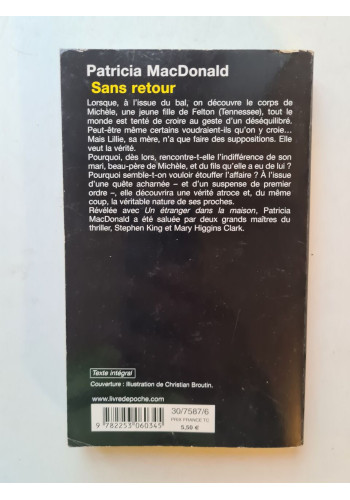 Patricia MacDonald
Sans retour
Lorsque, à l'issue du bal, on découvre le corps de
Michèle, une jeune fille de Felton (Tennessee), tout le
monde est tenté de croire au geste d'un déséquilibré.
Peut-être même certains voudraient-ils qu'on y croie...
Mais Lillie, sa mère, n'a que faire des suppositions. Elle
veut la vérité.
Pourquoi, dès lors, rencontre-t-elle l'indifférence de son
mari, beau-père de Michèle, et du fils qu'elle a eu de lui ?
Pourquoi semble-t-on vouloir étouffer l'affaire ? À l'issue
d'une quête acharnée – et d'un suspense de premier
ordre –, elle découvrira une vérité atroce et, du même
coup, la véritable nature de ses proches.
Révélée avec Un étranger dans la maison, Patricia
MacDonald a été saluée par deux grands maîtres du
thriller, Stephen King et Mary Higgins Clark.
Texte intégral
Couverture : illustration de Christian Broutin.
www.livredepoche.com
30/7587/6
PRIX FRANCE TC
5,50 €
9 782253 060345